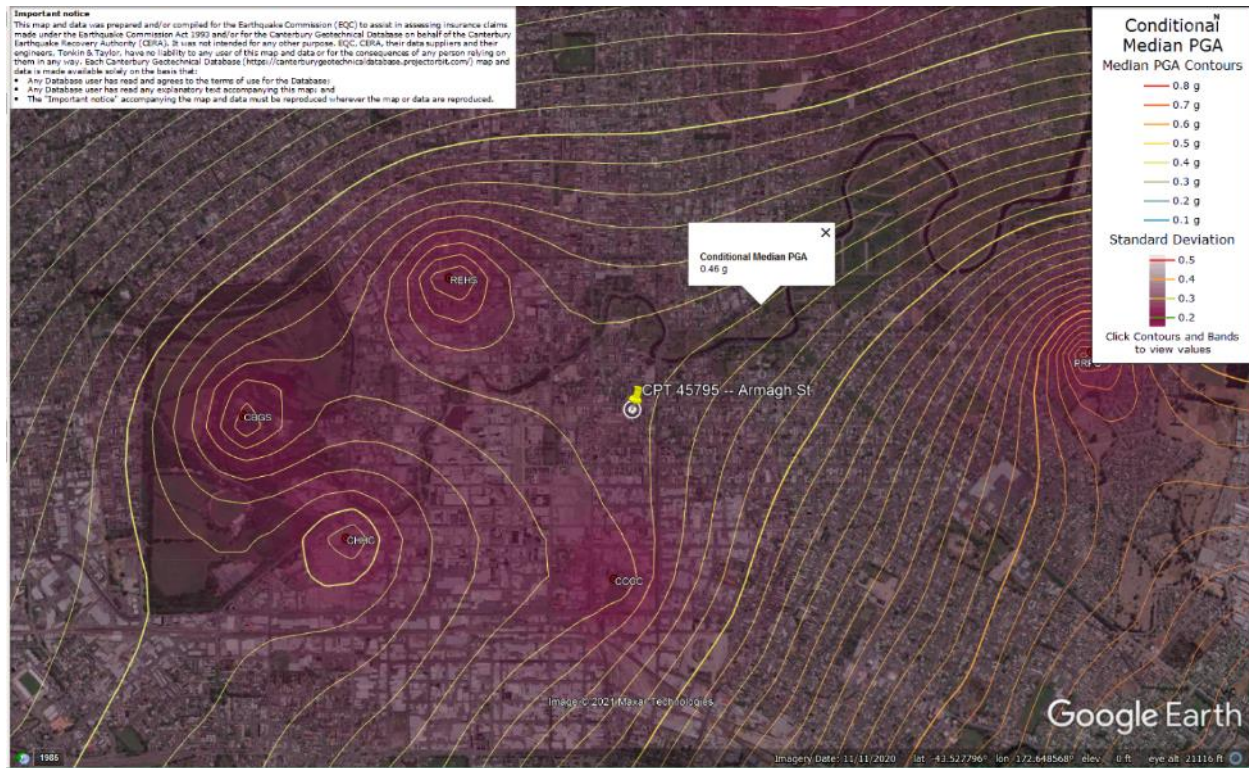 Important notice
This map and data was prepared and/or compiled for the Earthquake Commission (EQC) to assist in assessing insurance claims
made under the Earthquake Commission Act 1993 and/or for the Canterbury Geotechnical Database on behalf of the Canterbury
Earthquake Recovery Authority (CERA). It was not intended for any other purpose. EQC, CERA, their data suppliers and their
engineers, Tonkin & Taylor, have no liability to any user of this map and data or for the consequences of any person relying on
them in any way. Each Canterbury Geotechnical Database (https://canterburygeotechnicaldatabase.projectorbit.com/) map and
data is made available solely on the basis that:
• Any Database user has read and agrees to the terms of use for the Database;
• Any Database user has read any explanatory text accompanying this map; and
• The "Important notice" accompanying the map and data must be reproduced wherever the map or data are reproduced.
N
Conditional
Median PGA
Median PGA Contours
0.8 g
0.7 g
0.6 g
0.5 g
0.4 g
0.3 g
0.2 g
0.1 g
Standard Deviation
0.5
0.4
0.3
0.2
Click Contours and Bands
to view values
Conditional Median PGA
0.46 g
REHS
CPT 45795 -- Armagh St
CBGS
CHHC
CCCC
Image © 2021 Maxar Technologies
Google Earth
1985
Imagery Date: 11/11/2020 lat -43.527796° lon 172.648568° elev 0 ft eye alt 21116 ft